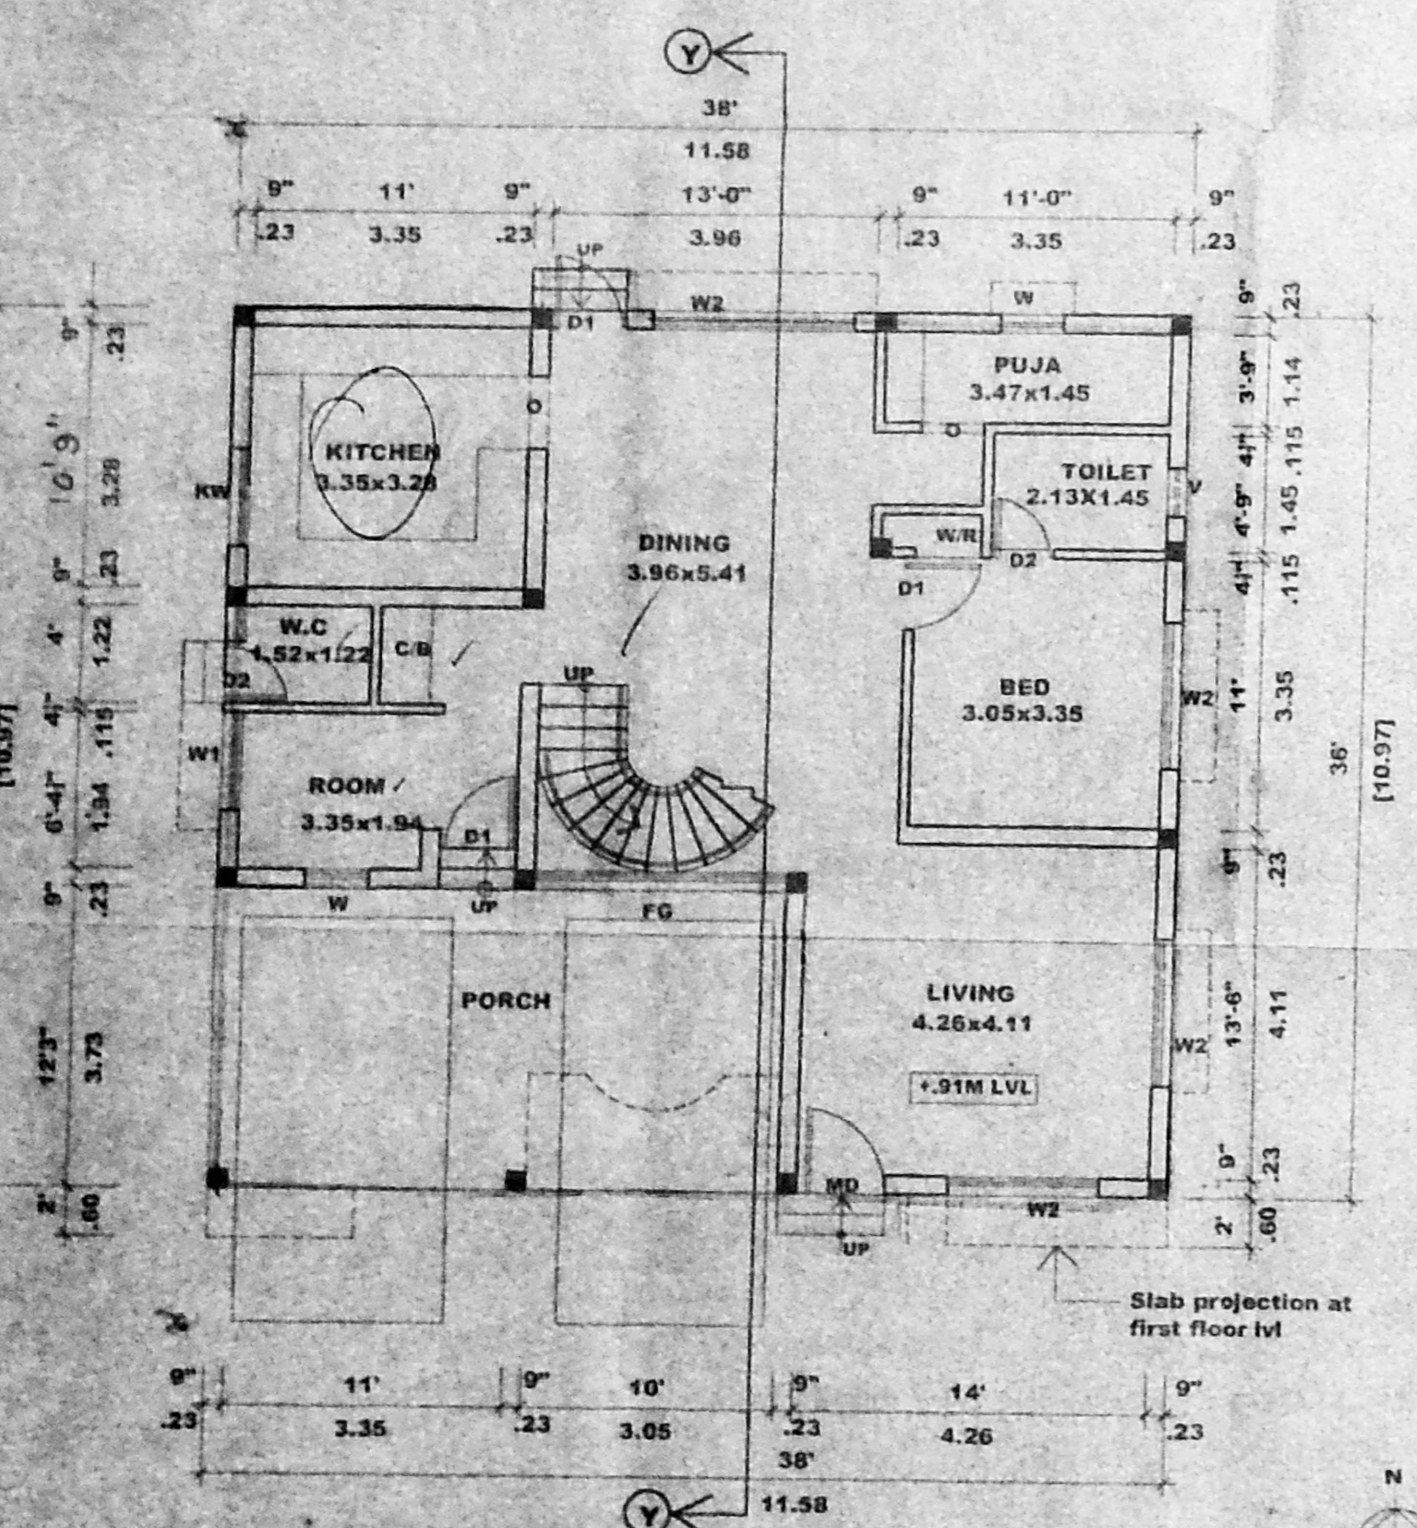 Y
38'
11.58
9" 11' 9" 13'-0" 9" 11'-0" 9"
.23 3.35 .23 3.96 .23 3.35 .23
UP
D1
W2
W
9"
.23
9"
.23
PUJA
3.47x1.45
3'-9"
1.14
O
O
KITCHEN
3.35x3.28
10'9"
3.28
KW
TOILET
2.13X1.45
V
.115
4'-9"
1.45
W/R
D2
D1
.115
DINING
3.96x5.41
9"
.23
W.C
1.52x1.22
C/B
4'
1.22
D2
UP
BED
3.05x3.35
W2
11'
3.35
36'
[10.97]
[10.97]
.115
W1
ROOM
3.35x1.94
1.94
D1
9"
.23
9"
.23
W
UP
FG
PORCH
LIVING
4.26x4.11
+.91M LVL
W2
13'-6"
4.11
12'3"
3.73
9"
.23
MD
UP
W2
2'
.60
2'
.60
Slab projection at
first floor lvl
9" 11' 9" 10' 9" 14' 9"
.23 3.35 .23 3.05 .23 4.26 .23
38'
11.58
Y
N